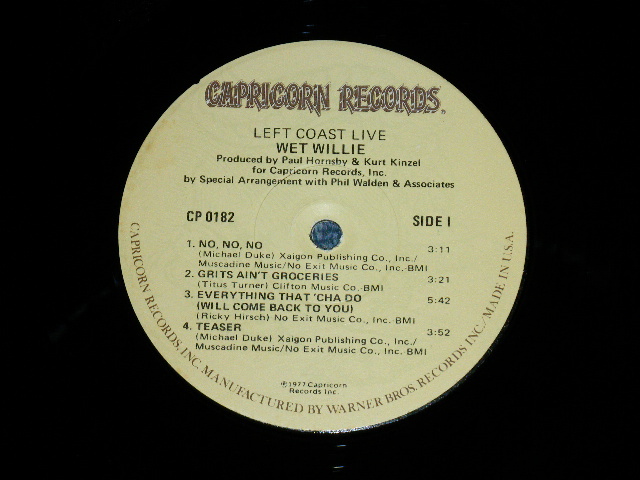 CAPRICORN RECORDS
LEFT COAST LIVE
WET WILLIE
Produced by Paul Hornsby & Kurt Kinzel
for Capricorn Records, Inc.
by Special Arrangement with Phil Walden & Associates
CP 0182 SIDE I
1. NO, NO, NO 3:11
(Michael Duke) Xaigon Publishing Co., Inc./
Muscadine Music/No Exit Music Co., Inc.-BMI
2. GRITS AIN'T GROCERIES 3:21
(Titus Turner) Clifton Music Co.-BMI
3. EVERYTHING THAT 'CHA DO 5:42
(WILL COME BACK TO YOU)
(Ricky Hirsch) No Exit Music Co., Inc.-BMI
4. TEASER 3:52
(Michael Duke) Xaigon Publishing Co., Inc./
Muscadine Music/No Exit Music Co., Inc.-BMI
℗1977 Capricorn
Records Inc.
CAPRICORN RECORDS, INC. MANUFACTURED BY WARNER BROS. RECORDS INC./MADE IN U.S.A.